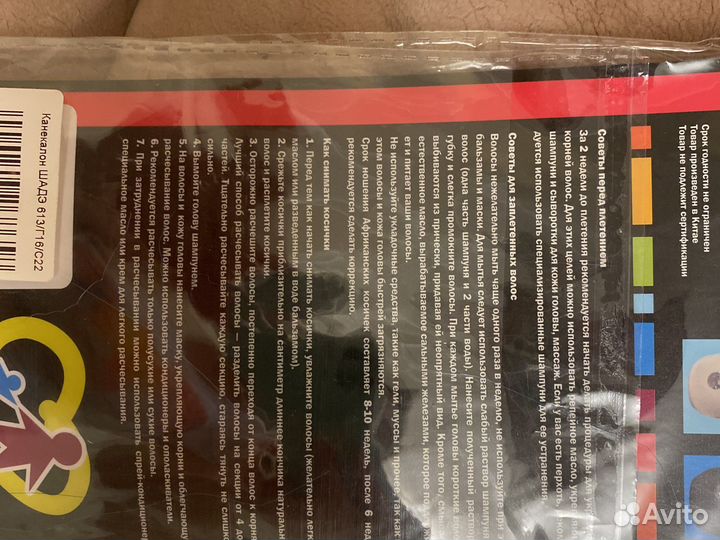 Срок годности не ограничен
Товар произведен в Китае
Товар не подлежит сертификации
Советы перед плетением
За 2 недели до плетения рекомендуется начать делать процедуры для
корней волос. Для этих целей можно использовать репейное масло,
шампуни и сыворотки для кожи головы, массаж. Если у вас есть перхоть,
дуется использовать специализированные шампуни для ее устранения.
Советы для заплетенных волос
Волосы нежелательно мыть чаще одного раза в неделю, не используйте при
бальзамы и маски. Для мытья следует использовать слабый раствор шампуня
волос (одна часть шампуня и 2 части воды). Нанесите полученный раствор
губку и слегка промокните волосы. При каждом мытье головы короткие
выбиваются из прически, придавая ей неопрятный вид. Кроме того,
естественное масло, вырабатываемое сальными железами, которое
ет и питает ваши волосы.
Не используйте укладочные средства, такие как гели, муссы и прочее, так как
этом волосы и кожа головы быстрей загрязняются.
Срок ношения Африканских косичек составляет 8-10 недель, после 6
рекомендуется сделать коррекцию.
Как снимать косички
1. Перед тем как начать снимать косички, увлажните волосы (желательно
маслом или разведенным в воде бальзамом).
2. Срежьте косички приблизительно на сантиметр длиннее кончика
волос и расплетите косички.
3. Осторожно расчешите волосы, постепенно переходя от конца волос к
Лучший способ расчесывать волосы — разделить волосы на секции от 4 до
частей. Тщательно расчесывайте каждую секцию, стараясь тянуть не
сильно.
4. Вымойте голову шампунем.
5. На волосы и кожу головы нанесите маску, укрепляющую корни и облегчающую
расчесывание волос. Можно использовать кондиционеры и ополаскиватели.
6. Рекомендуется расчесывать только полусухие или сухие волосы.
7. При затруднении в расчесывании можно использовать
специальное масло или крем для легкого расчесывания.
Канекалон ШАДЭ 613/Г16/С22
Avito